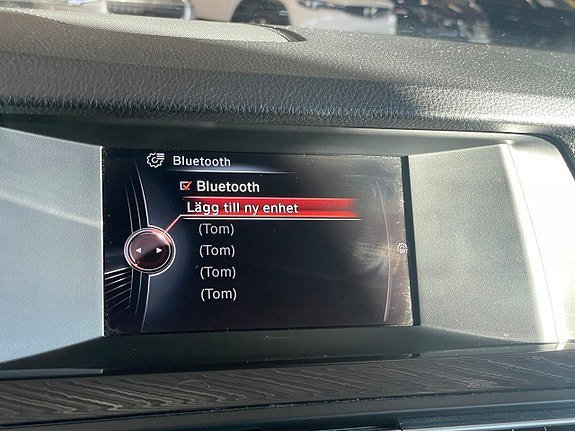 Bluetooth
Bluetooth
Lägg till ny enhet
(Tom)
(Tom)
(Tom)
(Tom)